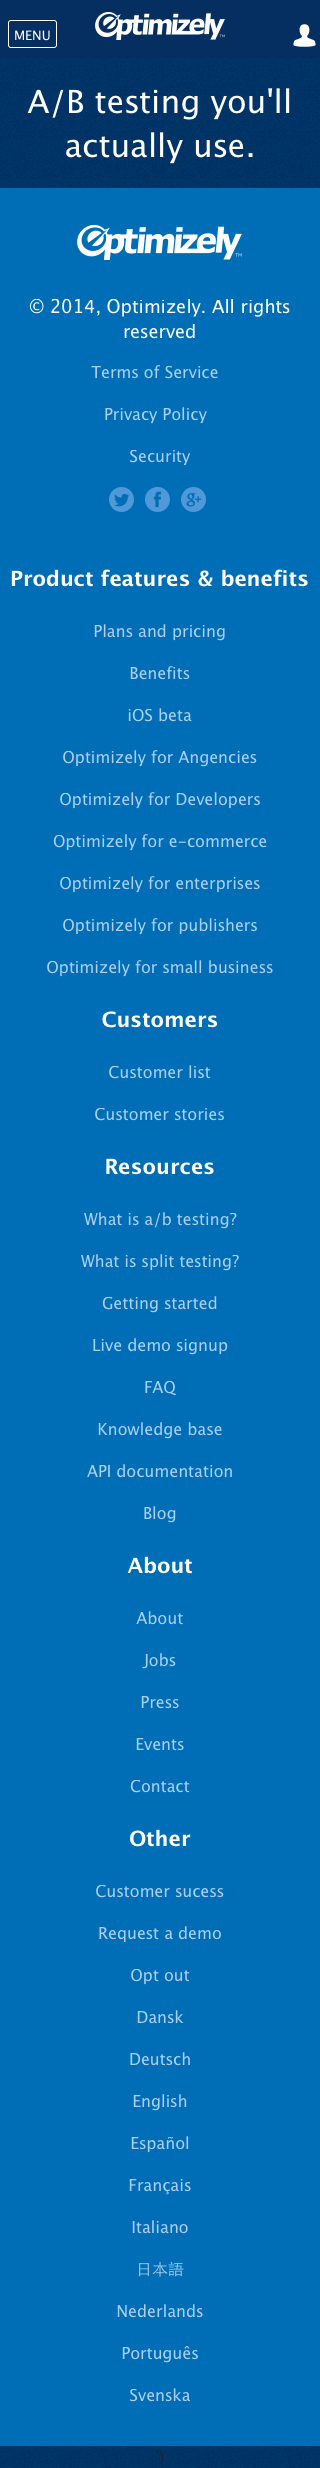 MENU
Optimizely
A/B testing you'll
actually use.
Optimizely
© 2014, Optimizely. All rights
reserved
Terms of Service
Privacy Policy
Security
Product features & benefits
Plans and pricing
Benefits
iOS beta
Optimizely for Angencies
Optimizely for Developers
Optimizely for e-commerce
Optimizely for enterprises
Optimizely for publishers
Optimizely for small business
Customers
Customer list
Customer stories
Resources
What is a/b testing?
What is split testing?
Getting started
Live demo signup
FAQ
Knowledge base
API documentation
Blog
About
About
Jobs
Press
Events
Contact
Other
Customer sucess
Request a demo
Opt out
Dansk
Deutsch
English
Español
Français
Italiano
日本語
Nederlands
Português
Svenska